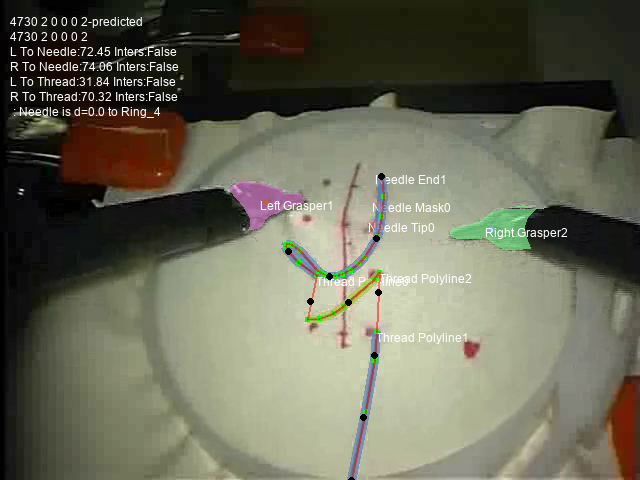 4730 2 0 0 0 2-predicted
4730 2 0 0 0 2
L To Needle:72.45 Inters:False
R To Needle:74.06 Inters:False
L To Thread:31.84 Inters:False
R To Thread:70.32 Inters:False
: Needle is d=0.0 to Ring_4
Needle End1
Left Grasper1
Needle Mask0
Needle Tip0
Right Grasper2
Thread Polyline2
Thread Polyline1